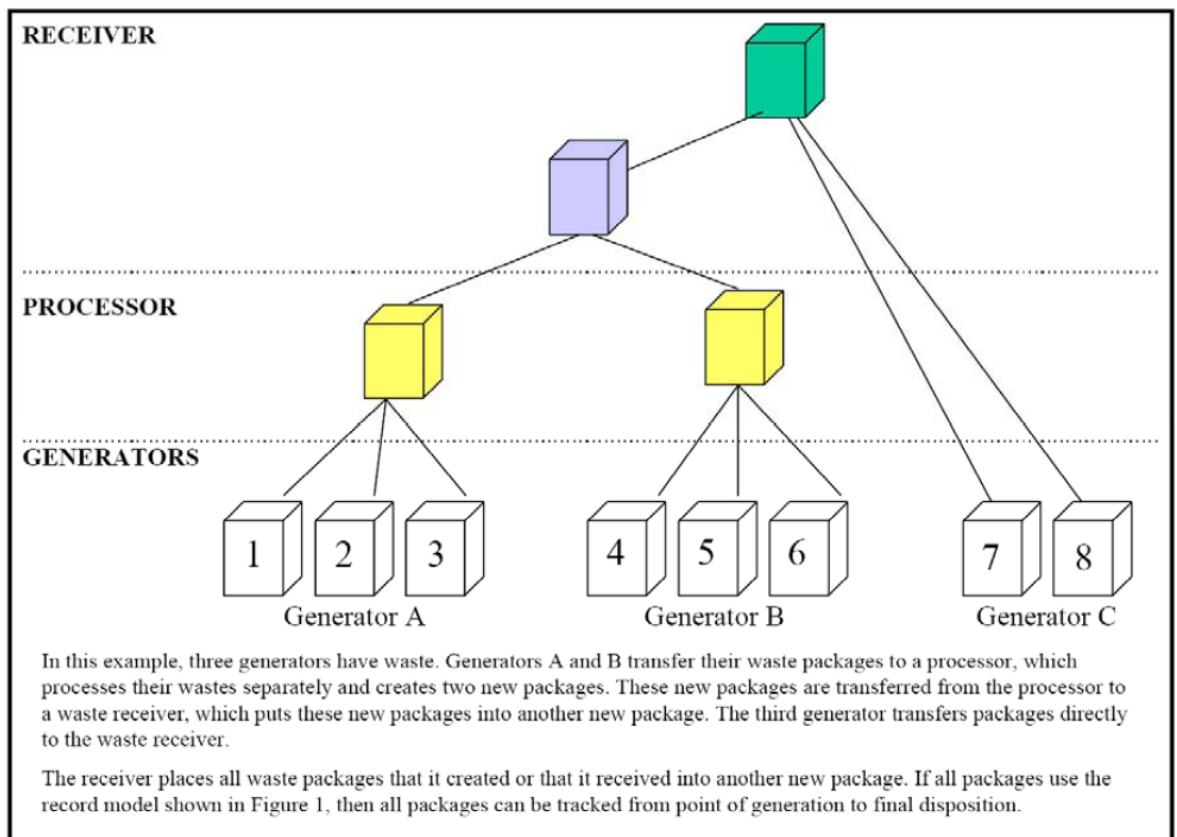 RECEIVER
PROCESSOR
GENERATORS
1 2 3 4 5 6 7 8
Generator A Generator B Generator C
In this example, three generators have waste. Generators A and B transfer their waste packages to a processor, which
processes their wastes separately and creates two new packages. These new packages are transferred from the processor to
a waste receiver, which puts these new packages into another new package. The third generator transfers packages directly
to the waste receiver.
The receiver places all waste packages that it created or that it received into another new package. If all packages use the
record model shown in Figure 1, then all packages can be tracked from point of generation to final disposition.